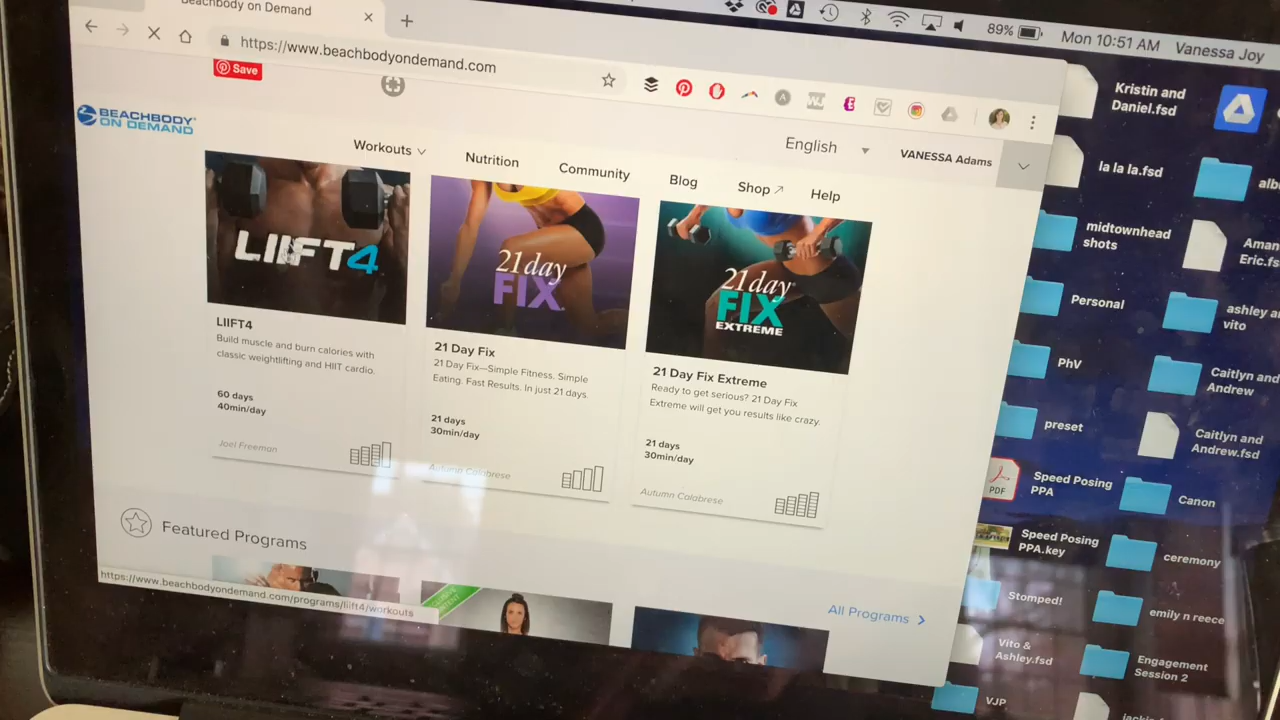 Beachbody on Demand
89%
Mon 10:51 AM
Vanessa Joy
https://www.beachbodyondemand.com
Save
BEACHBODY
ON DEMAND
Workouts
Nutrition
Community
Blog
Shop
Help
English
VANESSA Adams
LIIFT4
21 day
FIX
21 day
FIX
EXTREME
LIIFT4
Build muscle and burn calories with
classic weightlifting and HIIT cardio.
60 days
40min/day
Joel Freeman
21 Day Fix
21 Day Fix—Simple Fitness. Simple
Eating. Fast Results. In just 21 days.
21 days
30min/day
Autumn Calabrese
21 Day Fix Extreme
Ready to get serious? 21 Day Fix
Extreme will get you results like crazy.
21 days
30min/day
Autumn Calabrese
Featured Programs
All Programs
https://www.beachbodyondemand.com/programs/liift4/workouts
Kristin and
Daniel.fsd
la la la.fsd
alb
midtownhead
shots
Aman
Eric.fs
Personal
ashley an
vito
PhV
Caitlyn and
Andrew
preset
Caitlyn and
Andrew.fsd
PDF
Speed Posing
PPA
Canon
Speed Posing
PPA.key
ceremony
Stomped!
emily n reece
Vito &
Ashley.fsd
Engagement
Session 2
VJP